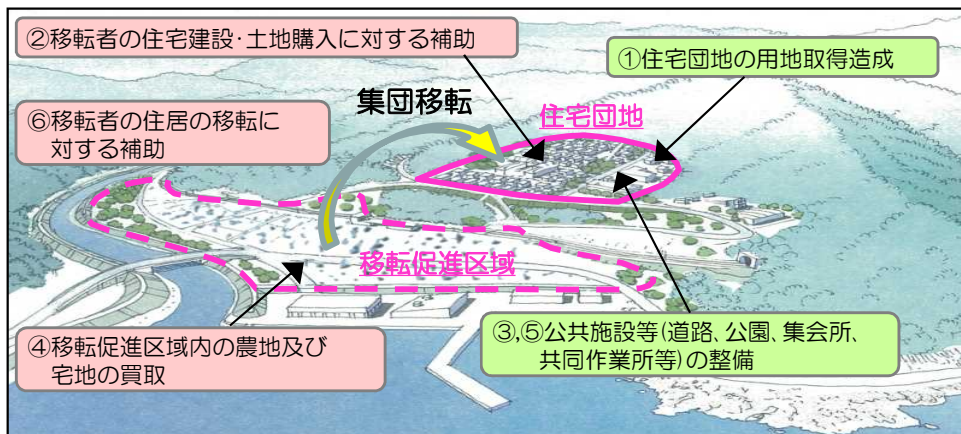 ②移転者の住宅建設・土地購入に対する補助
①住宅団地の用地取得造成
集団移転
住宅団地
⑥移転者の住居の移転に
対する補助
移転促進区域
④移転促進区域内の農地及び
宅地の買取
③,⑤公共施設等(道路、公園、集会所、
共同作業所等)の整備